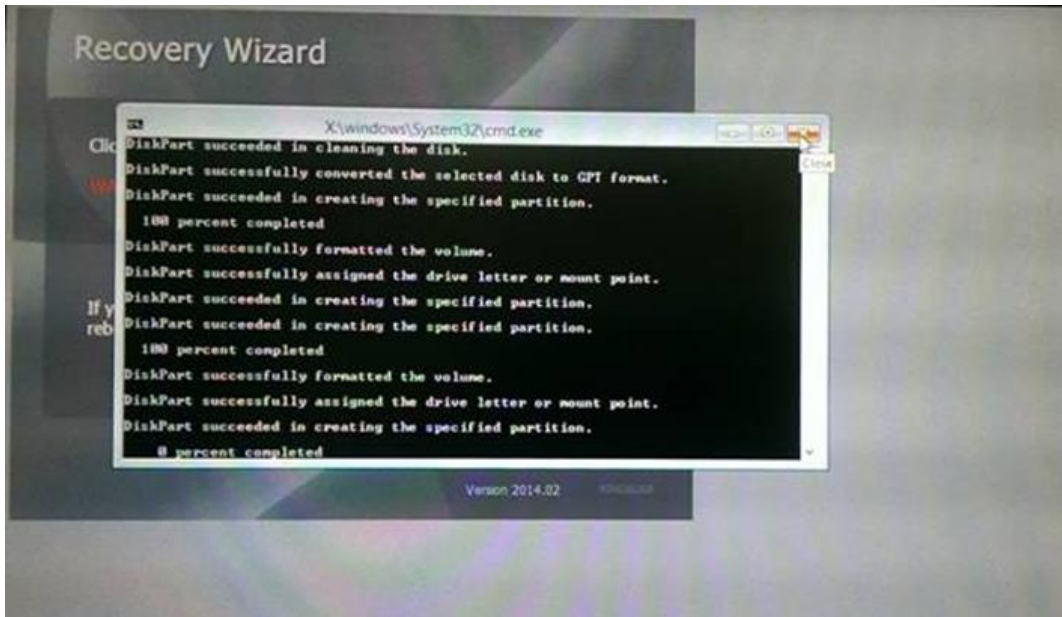 Recovery Wizard
X:\windows\System32\cmd.exe
Clic
DiskPart succeeded in cleaning the disk.
Close
DiskPart successfully converted the selected disk to GPT format.
WA
DiskPart succeeded in creating the specified partition.
100 percent completed
DiskPart successfully formatted the volume.
DiskPart successfully assigned the drive letter or mount point.
If y
DiskPart succeeded in creating the specified partition.
reb
DiskPart succeeded in creating the specified partition.
100 percent completed
DiskPart successfully formatted the volume.
DiskPart successfully assigned the drive letter or mount point.
DiskPart succeeded in creating the specified partition.
0 percent completed
Version 2014.02